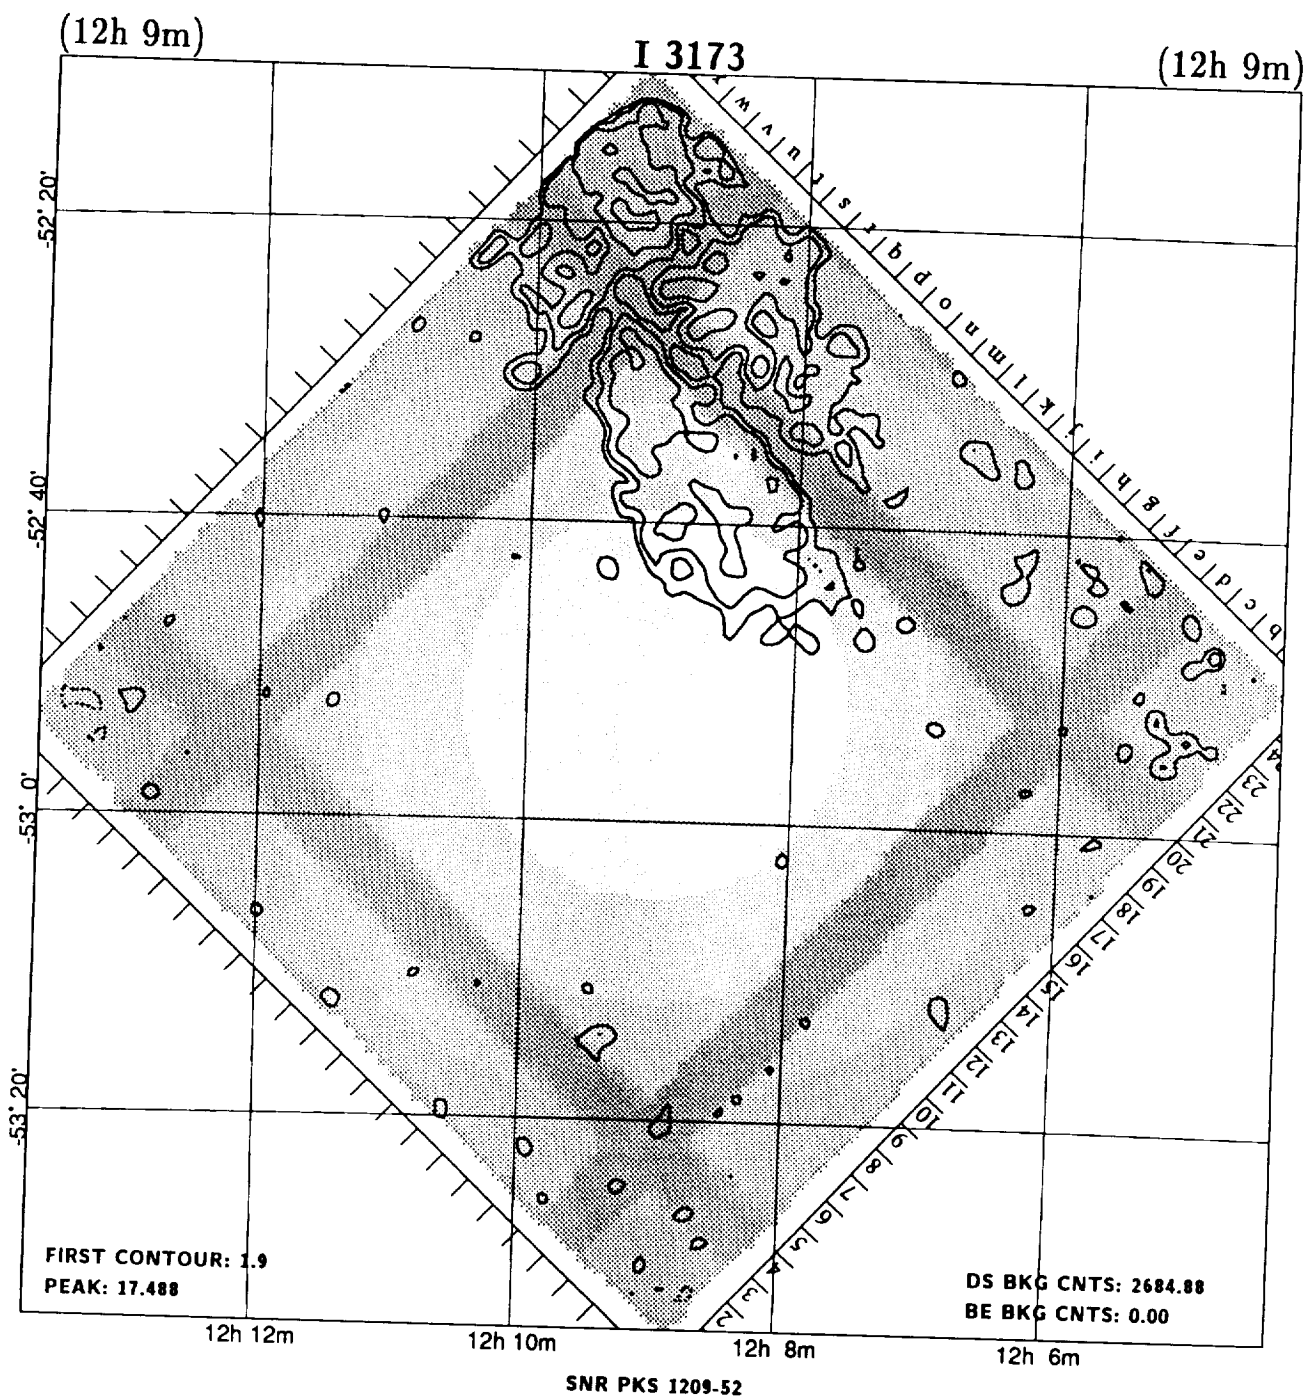 (12h 9m)
I 3173
(12h 9m)
w
v
u
t
s
r
q
p
o
n
m
l
k
j
i
h
g
f
e
d
c
b
-52° 20'
-52° 40'
-53° 0'
-53° 20'
24
23
22
21
20
19
18
17
16
15
14
13
12
11
10
9
8
7
6
5
4
3
2
FIRST CONTOUR: 1.9
PEAK: 17.488
DS BKG CNTS: 2684.88
BE BKG CNTS: 0.00
12h 12m
12h 10m
12h 8m
12h 6m
SNR PKS 1209-52